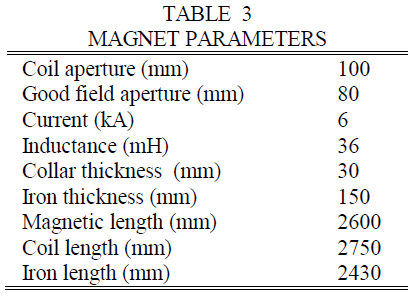 TABLE 3
MAGNET PARAMETERS
Coil aperture (mm) 100
Good field aperture (mm) 80
Current (kA) 6
Inductance (mH) 36
Collar thickness (mm) 30
Iron thickness (mm) 150
Magnetic length (mm) 2600
Coil length (mm) 2750
Iron length (mm) 2430